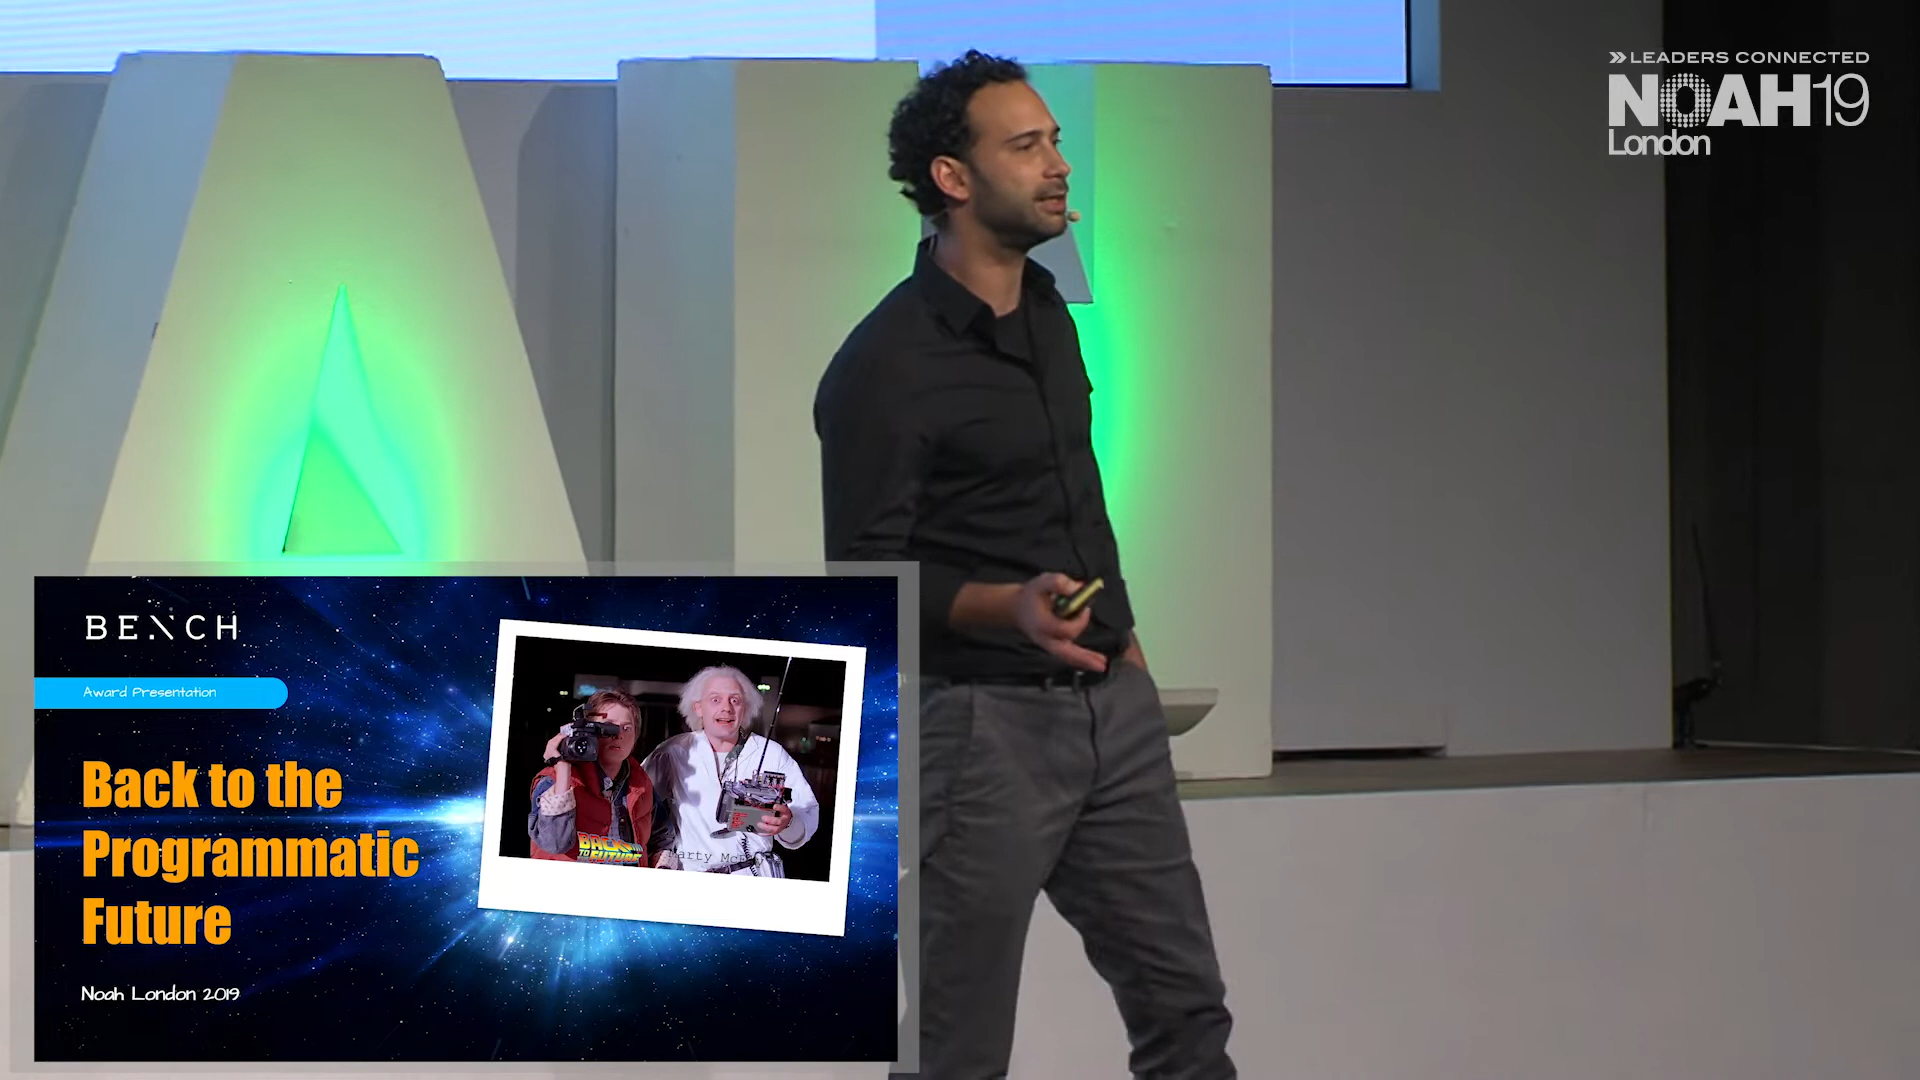 LEADERS CONNECTED
NOAH19
London
BENCH
Award Presentation
Back to the
Programmatic
Future
Noah London 2019
BACK
TO THE
FUTURE